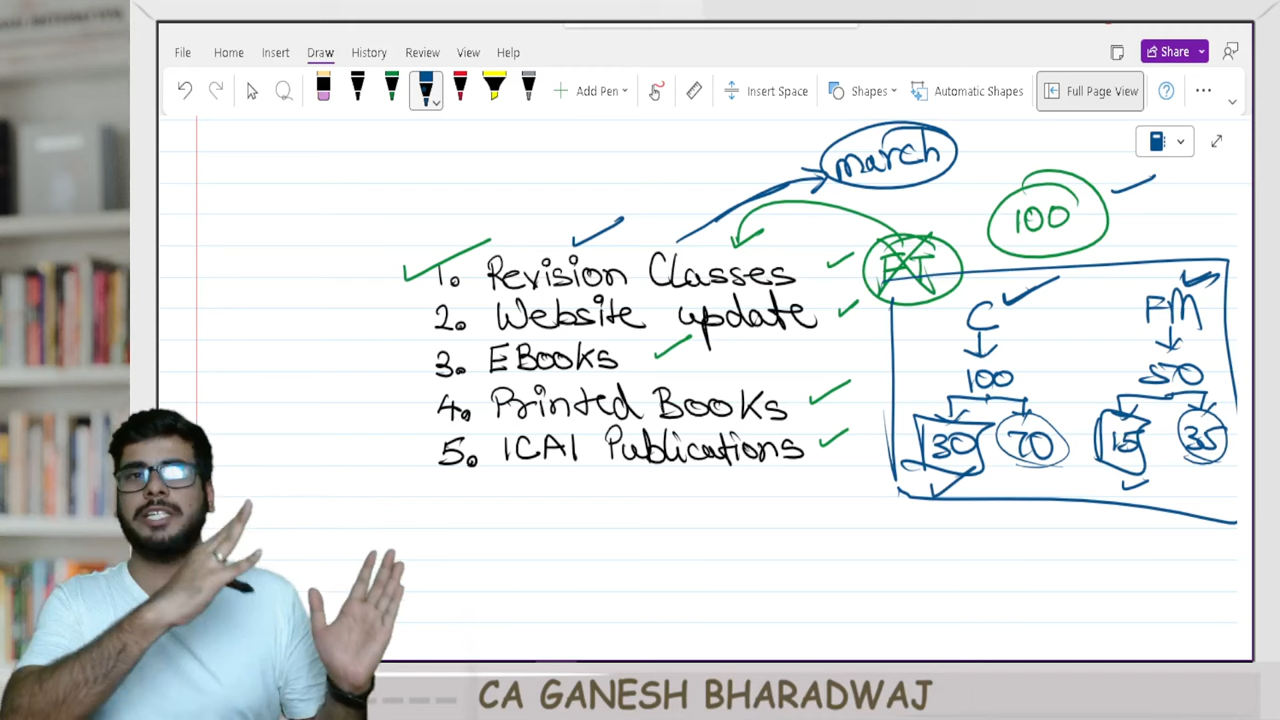 File Home Insert Draw History Review View Help
Share
Add Pen
Insert Space
Shapes
Automatic Shapes
Full Page View
march
100
1. Revision Classes
2. Website update
3. EBooks
4. Printed Books
5. ICAI Publications
C FM
100 50
30 70 15 35
CA GANESH BHARADWAJ